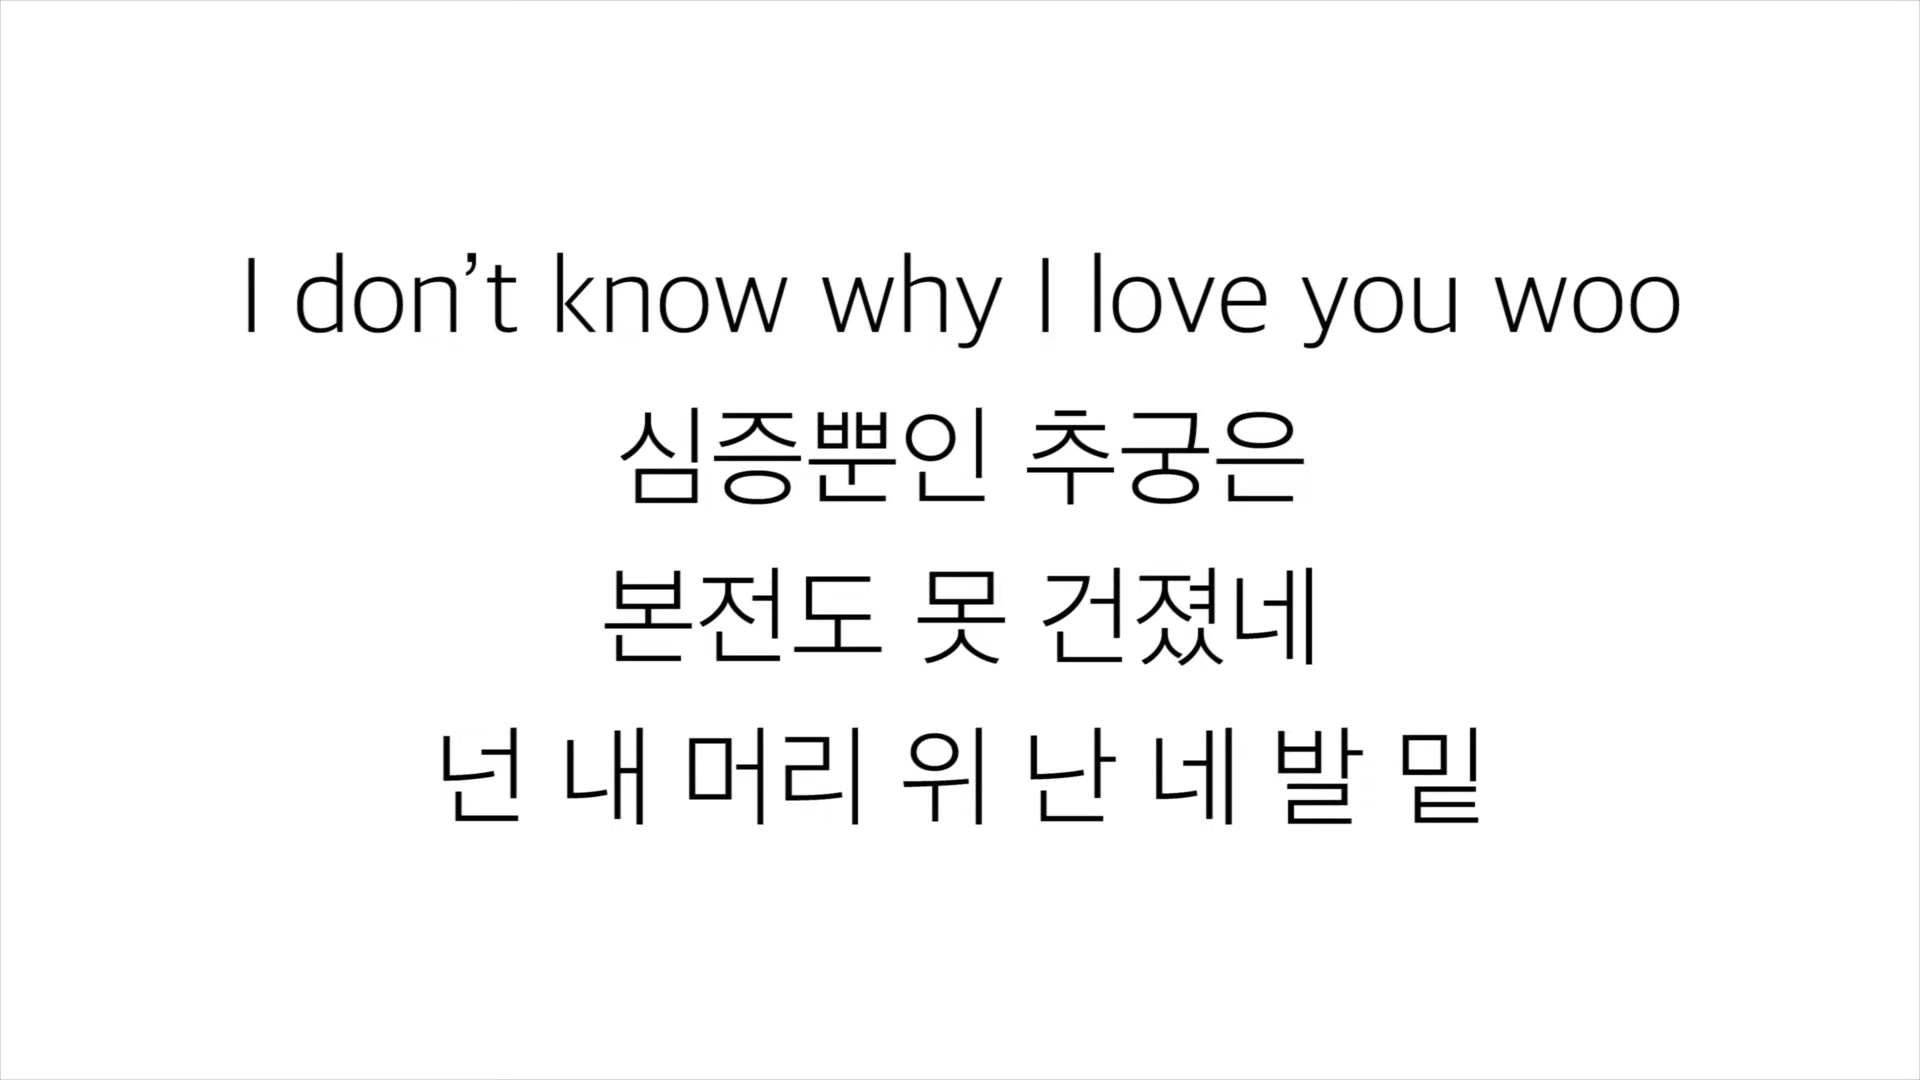 I don’t know why I love you woo
심증뿐인 추궁은
본전도 못 건졌네
넌 내 머리 위 난 네 발 밑